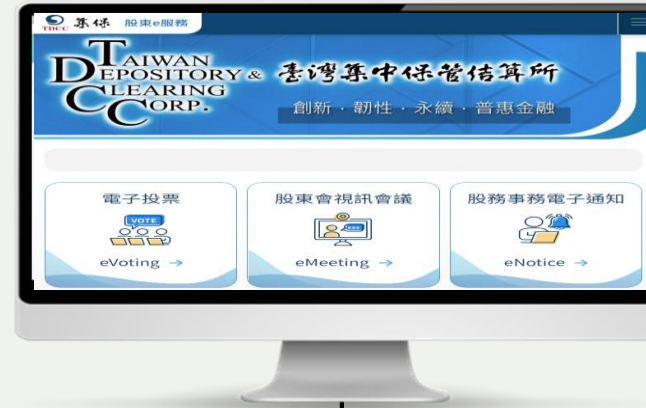 TDCC 集保 股東e服務
TAIWAN
DEPOSITORY &
CLEARING
CORP.
臺灣集中保管結算所
創新．韌性．永續．普惠金融
電子投票
VOTE
eVoting →
股東會視訊會議
eMeeting →
股務事務電子通知
eNotice →